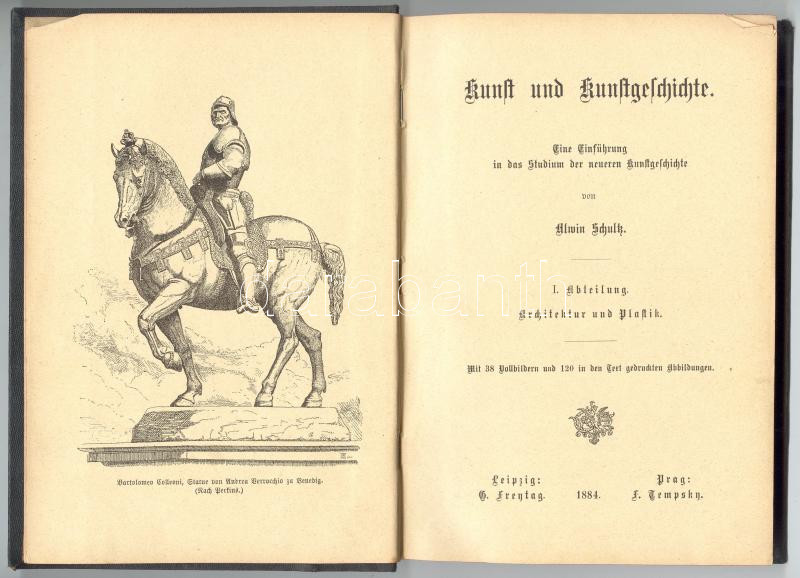 Bartolomeo Colleoni, Statue von Andrea Verrocchio zu Venedig.
(Nach Perkins.)
Kunst und Kunstgeschichte.
Eine Einführung
in das Studium der neueren Kunstgeschichte
von
Alwin Schultz.
I. Abteilung.
Architektur und Plastik.
Mit 38 Vollbildern und 120 in den Text gedruckten Abbildungen.
Leipzig:
G. Freytag.
1884.
Prag:
F. Tempsky.
darabanth